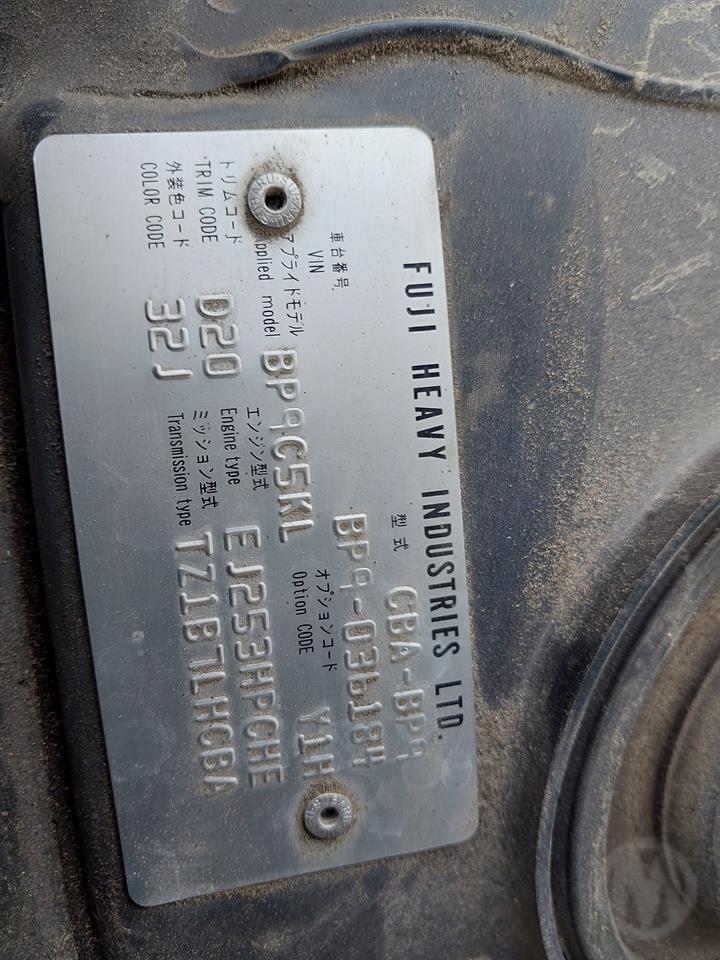 FUJI HEAVY INDUSTRIES LTD.
型式 CBA-BP9
車台番号
VIN BP9-036184
アプライドモデル オプションコード
Applied model BP9C5KL Option CODE Y1H
トリムコード エンジン型式
TRIM CODE D20 Engine type EJ253HPCHE
外装色コード ミッション型式
COLOR CODE 32J Transmission type TZ1B7LHCBA
M